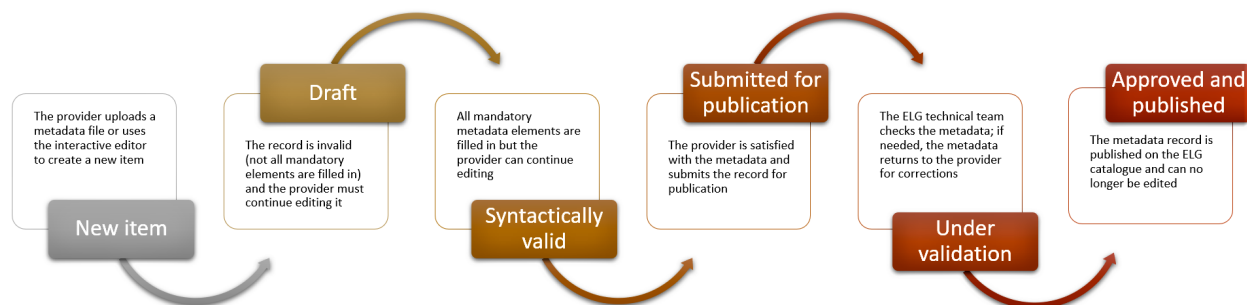 The provider uploads a
metadata file or uses
the interactive editor
to create a new item
New item
Draft
The record is invalid
(not all mandatory
elements are filled in)
and the provider must
continue editing it
All mandatory
metadata elements are
filled in but the
provider can continue
editing
Syntactically
valid
Submitted for
publication
The provider is satisfied
with the metadata and
submits the record for
publication
The ELG technical team
checks the metadata; if
needed, the metadata
returns to the provider
for corrections
Under
validation
Approved and
published
The metadata record is
published on the ELG
catalogue and can no
longer be edited